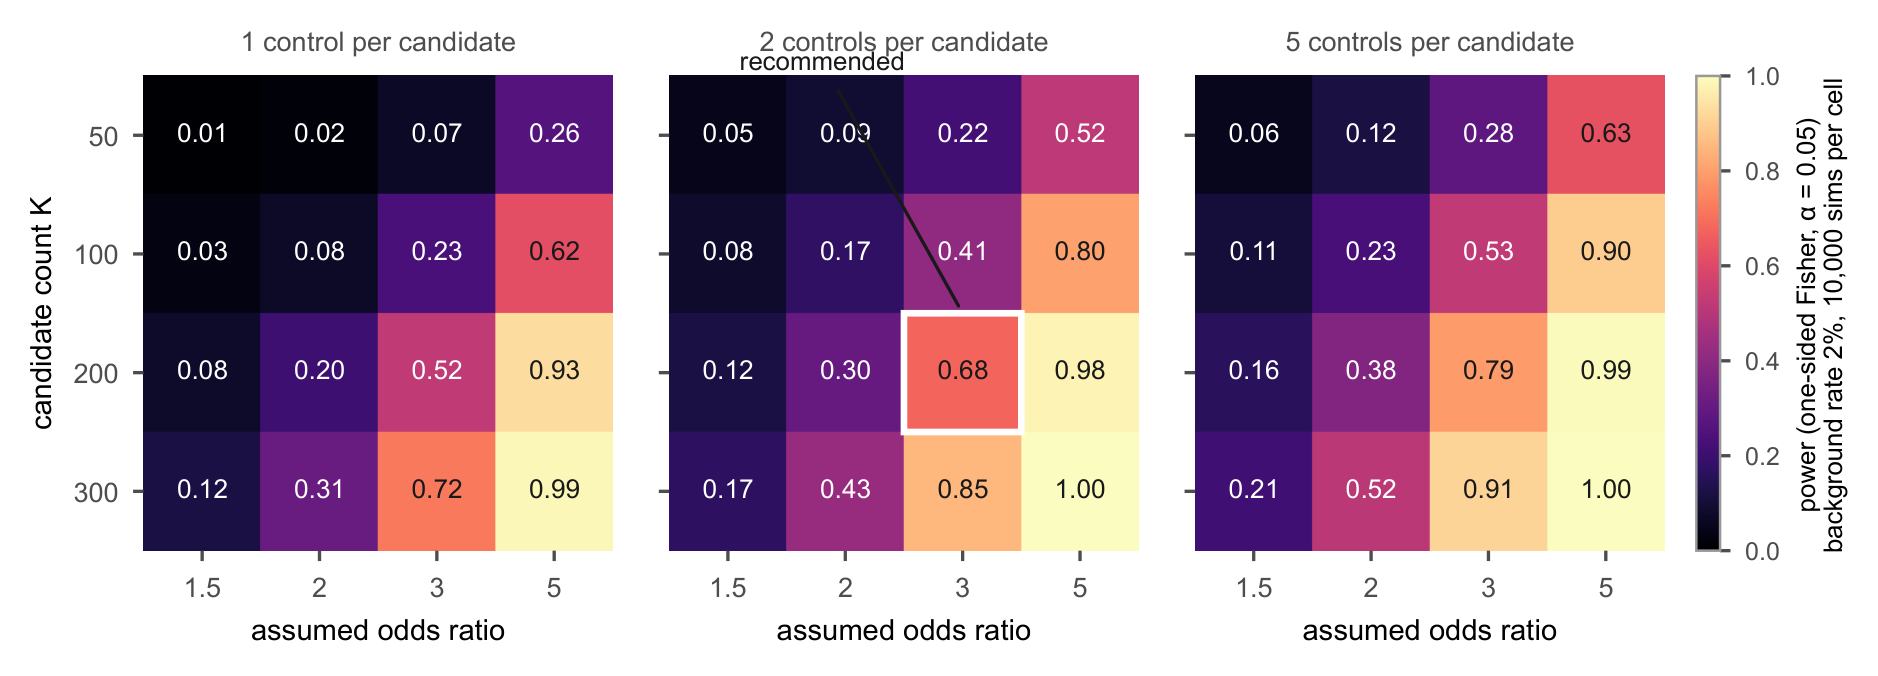 1 control per candidate
2 controls per candidate
5 controls per candidate
recommended
candidate count K
50
100
200
300
0.01 0.02 0.07 0.26
0.03 0.08 0.23 0.62
0.08 0.20 0.52 0.93
0.12 0.31 0.72 0.99
0.05 0.09 0.22 0.52
0.08 0.17 0.41 0.80
0.12 0.30 0.68 0.98
0.17 0.43 0.85 1.00
0.06 0.12 0.28 0.63
0.11 0.23 0.53 0.90
0.16 0.38 0.79 0.99
0.21 0.52 0.91 1.00
1.5 2 3 5
1.5 2 3 5
1.5 2 3 5
assumed odds ratio
assumed odds ratio
assumed odds ratio
1.0
0.8
0.6
0.4
0.2
0.0
power (one-sided Fisher, α = 0.05)
background rate 2%, 10,000 sims per cell